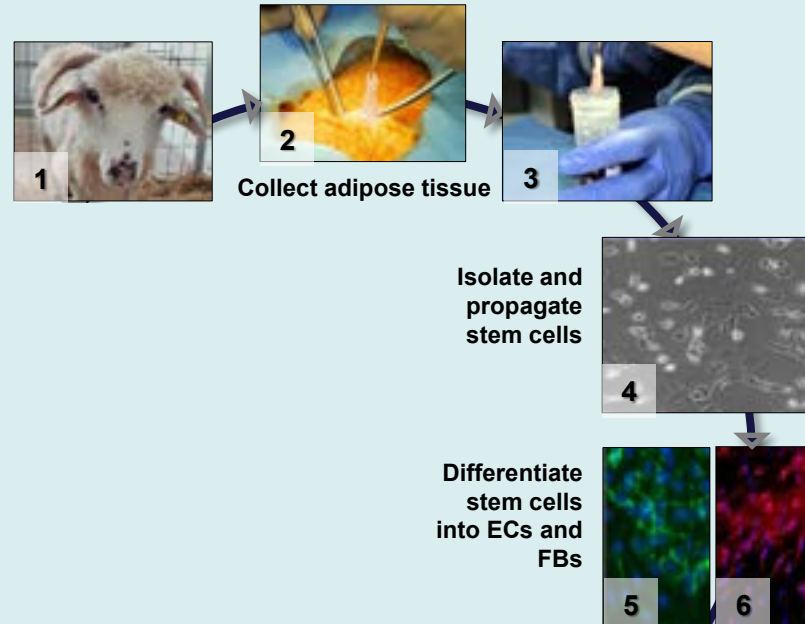 1
2
Collect adipose tissue
3
Isolate and
propagate
stem cells
4
Differentiate
stem cells
into ECs and
FBs
5
6